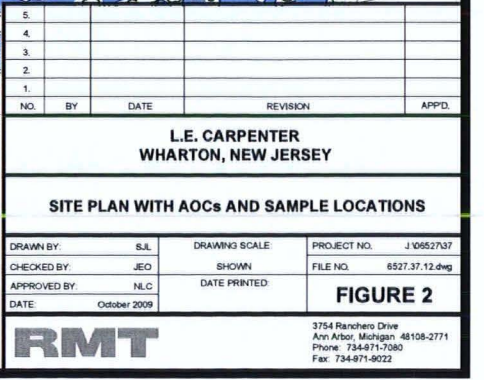 5.
4.
3.
2.
1.
NO. BY DATE REVISION APP'D.
L.E. CARPENTER
WHARTON, NEW JERSEY
SITE PLAN WITH AOCs AND SAMPLE LOCATIONS
DRAWN BY: SJL DRAWING SCALE PROJECT NO. J:\06527\37
CHECKED BY: JEO SHOWN FILE NO. 6527.37.12.dwg
APPROVED BY: NLC DATE PRINTED: FIGURE 2
DATE: October 2009
RMT
3754 Ranchero Drive
Ann Arbor, Michigan 48108-2771
Phone: 734-971-7080
Fax: 734-971-9022